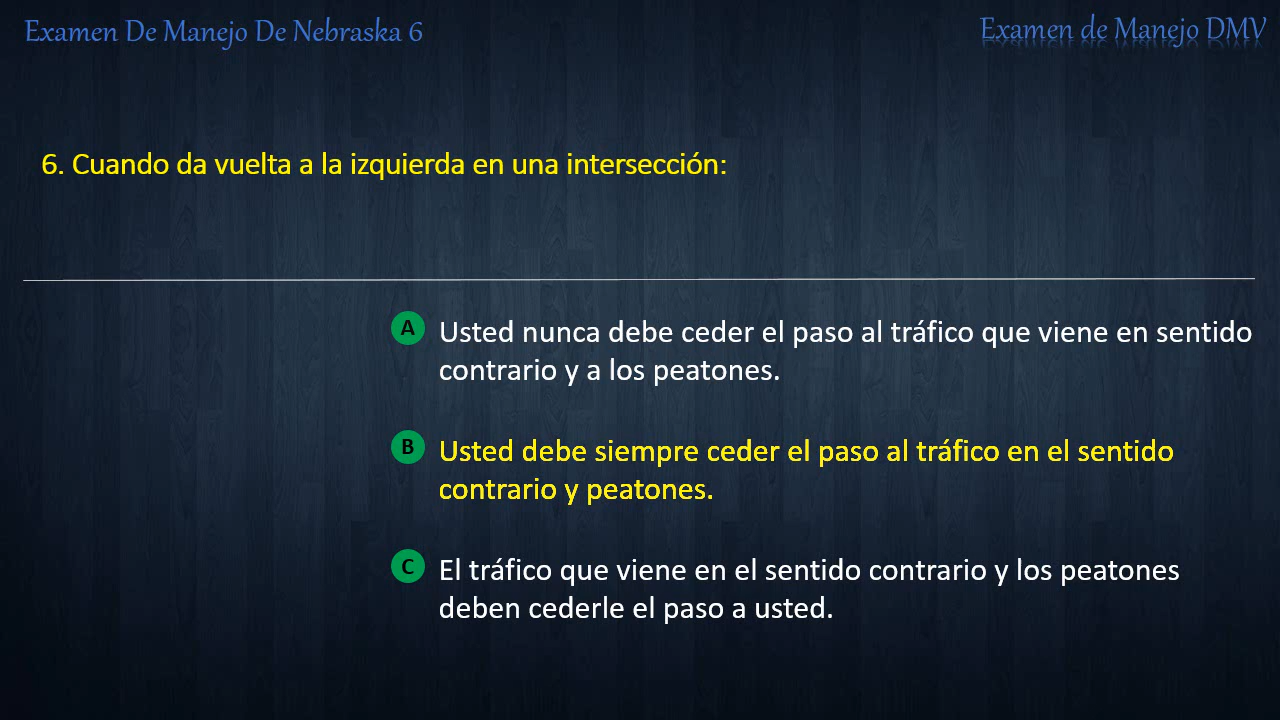 Examen De Manejo De Nebraska 6
Examen de Manejo DMV
6. Cuando da vuelta a la izquierda en una intersección:
A Usted nunca debe ceder el paso al tráfico que viene en sentido
contrario y a los peatones.
B Usted debe siempre ceder el paso al tráfico en el sentido
contrario y peatones.
C El tráfico que viene en el sentido contrario y los peatones
deben cederle el paso a usted.